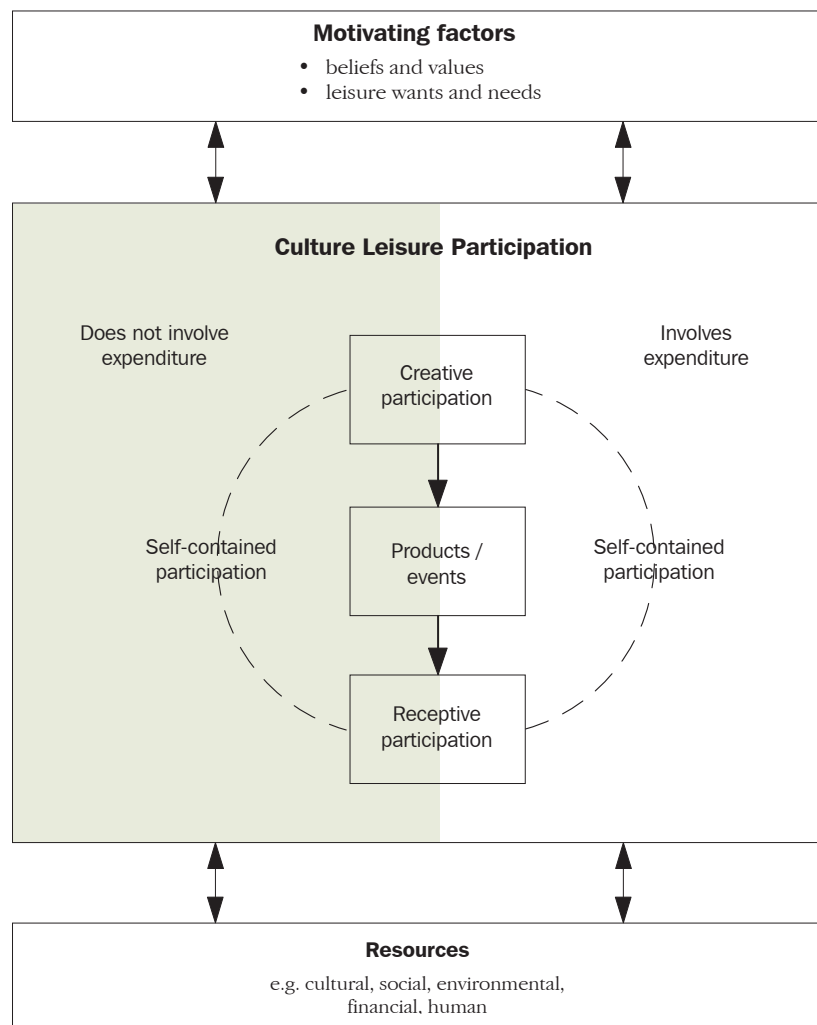 Motivating factors
• beliefs and values
• leisure wants and needs
Culture Leisure Participation
Does not involve
expenditure
Involves
expenditure
Creative
participation
Self-contained
participation
Products /
events
Self-contained
participation
Receptive
participation
Resources
e.g. cultural, social, environmental,
financial, human